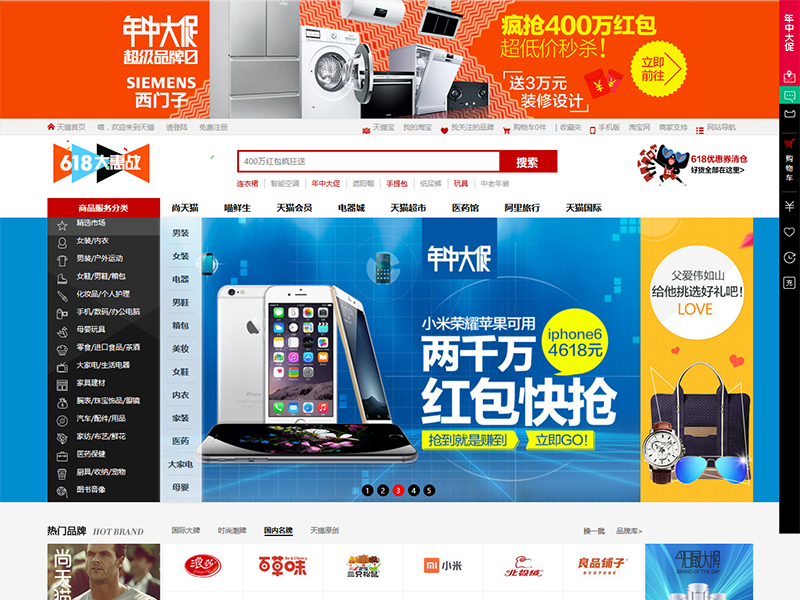 年中大促
超级品牌日
SIEMENS
西门子
疯抢400万红包
超低价秒杀！
送3万元
装修设计
立即
前往
年中大促
天猫首页 喵，欢迎来到天猫 请登陆 免费注册
天猫宝 我的淘宝 我关注的品牌 购物车0件 收藏夹 手机版 淘宝网 商家支持 网站导航
618大惠战
400万红包疯狂送
搜索
618优惠券清仓
好货全部在这里>
连衣裙 智能空调 年中大促 遮阳帽 手提包 纸尿裤 玩具 中老年装
购物车
商品服务分类
尚天猫 喵鲜生 天猫会员 电器城 天猫超市 医药馆 阿里旅行 天猫国际
精选市场
女装/内衣
男装/户外运动
女鞋/男鞋/箱包
化妆品/个人护理
手机/数码/办公电脑
母婴玩具
零食/进口食品/茶酒
大家电/生活电器
家具建材
腕表/珠宝饰品/眼镜
汽车/配件/用品
家纺/布艺/鲜花
医药保健
厨具/收纳/宠物
图书音像
男装
女装
电器
男鞋
箱包
美妆
女鞋
内衣
家装
医药
大家电
母婴
年中大促
小米荣耀苹果可用
两千万
红包快抢
iphone6
4618元
抢到就是赚到
立即GO!
1 2 3 4 5
父爱伟如山
给他挑选好礼吧!
LOVE
充
热门品牌 HOT BRAND
国际大牌 时尚潮牌 国内名牌 天猫原创
换一批 品牌库>
尚天猫
浪莎
百草味
三只松鼠
小米
北极绒
良品铺子
今日最大牌
BRAND OF THE DAY